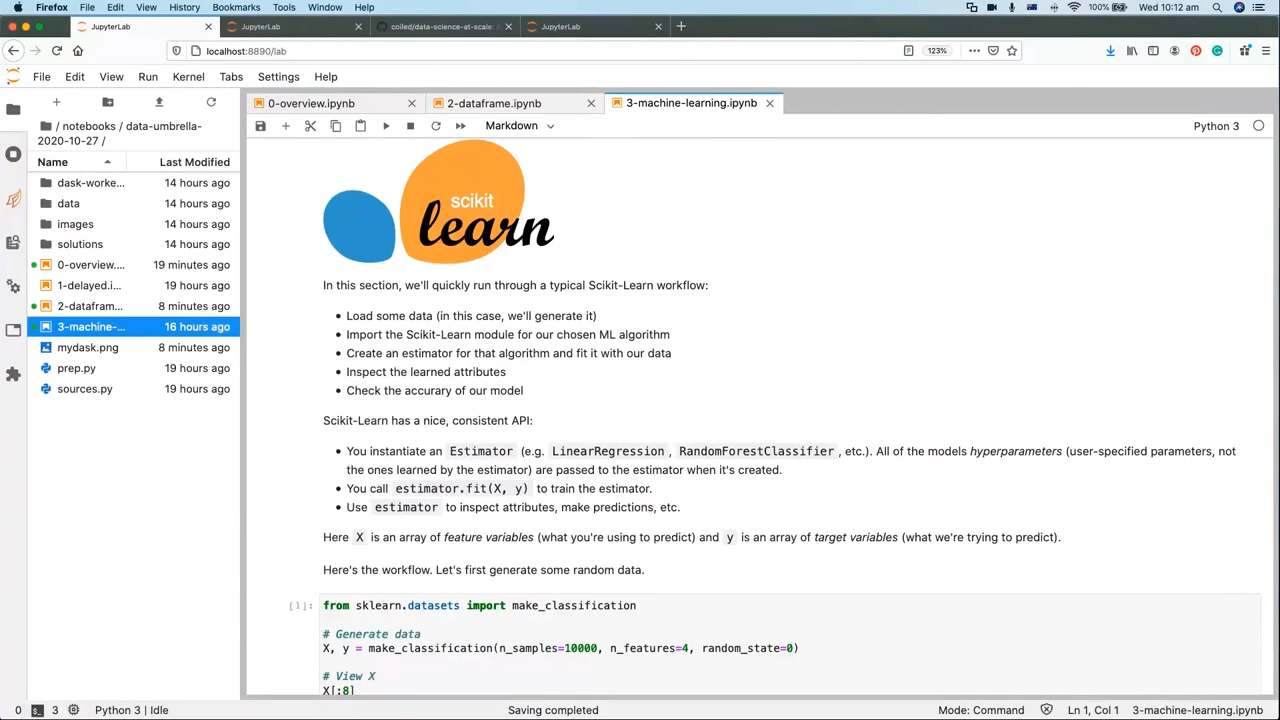 Firefox File Edit View History Bookmarks Tools Window Help 100% Wed 10:12 am
JupyterLab JupyterLab coiled/data-science-at-scale: JupyterLab
localhost:8890/lab 123%
File Edit View Run Kernel Tabs Settings Help
/ notebooks / data-umbrella-2020-10-27 /
Name Last Modified
dask-worke... 14 hours ago
data 14 hours ago
images 14 hours ago
solutions 14 hours ago
0-overview.... 19 minutes ago
1-delayed.i... 19 hours ago
2-datafram... 8 minutes ago
3-machine-... 16 hours ago
mydask.png 8 minutes ago
prep.py 19 hours ago
sources.py 19 hours ago
0-overview.ipynb 2-dataframe.ipynb 3-machine-learning.ipynb
Markdown Python 3
scikit
learn
In this section, we'll quickly run through a typical Scikit-Learn workflow:
• Load some data (in this case, we'll generate it)
• Import the Scikit-Learn module for our chosen ML algorithm
• Create an estimator for that algorithm and fit it with our data
• Inspect the learned attributes
• Check the accurary of our model
Scikit-Learn has a nice, consistent API:
• You instantiate an Estimator (e.g. LinearRegression, RandomForestClassifier, etc.). All of the models hyperparameters (user-specified parameters, not
the ones learned by the estimator) are passed to the estimator when it's created.
• You call estimator.fit(X, y) to train the estimator.
• Use estimator to inspect attributes, make predictions, etc.
Here X is an array of feature variables (what you're using to predict) and y is an array of target variables (what we're trying to predict).
Here's the workflow. Let's first generate some random data.
[1]: from sklearn.datasets import make_classification
# Generate data
X, y = make_classification(n_samples=10000, n_features=4, random_state=0)
# View X
X[:8]
0 3 Python 3 | Idle Saving completed Mode: Command Ln 1, Col 1 3-machine-learning.ipynb